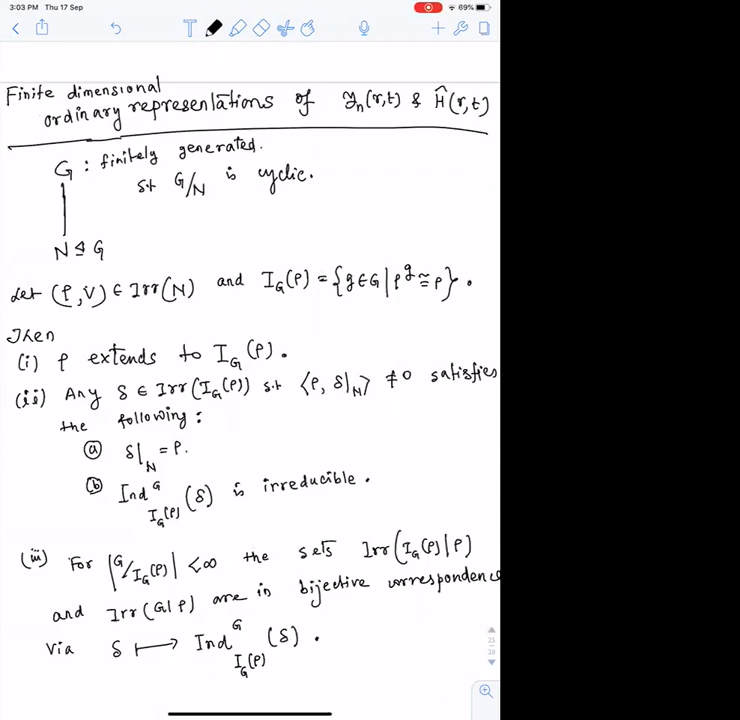 3:03 PM Thu 17 Sep
69%
Finite dimensional
ordinary representations of Y_n(r,t) & Ĥ(r,t)
G : finitely generated.
st G/N is cyclic.
N ⊴ G
Let (ρ, V) ∈ Irr(N) and I_G(ρ) = {g ∈ G | ρ^g ≅ ρ}.
Then
(i) ρ extends to I_G(ρ).
(ii) Any δ ∈ Irr(I_G(ρ)) s.t. ⟨ρ, δ|_N⟩ ≠ 0 satisfies
the following:
(a) δ|_N = ρ.
(b) Ind^G_{I_G(ρ)} (δ) is irreducible.
(iii) For |G/I_G(ρ)| < ∞ the sets Irr(I_G(ρ)|ρ)
and Irr(G|ρ) are in bijective correspondence
via δ ⟼ Ind^G_{I_G(ρ)} (δ).